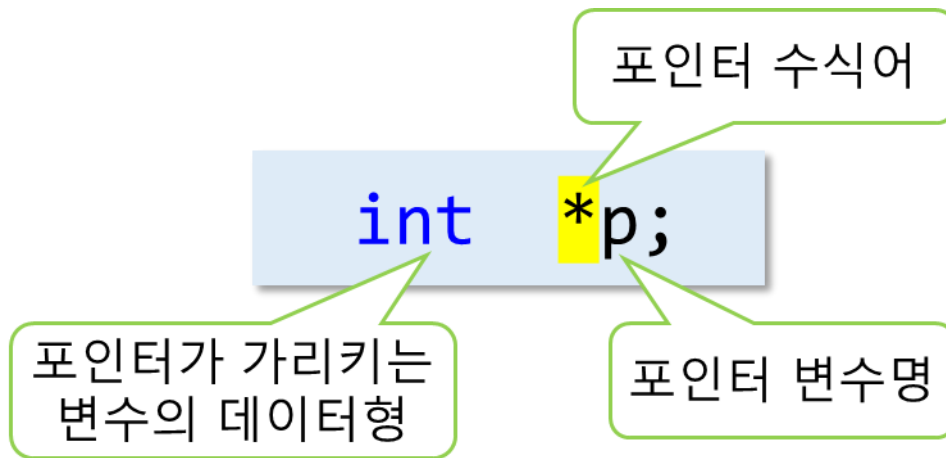 포인터 수식어
int *p;
포인터가 가리키는
변수의 데이터형
포인터 변수명